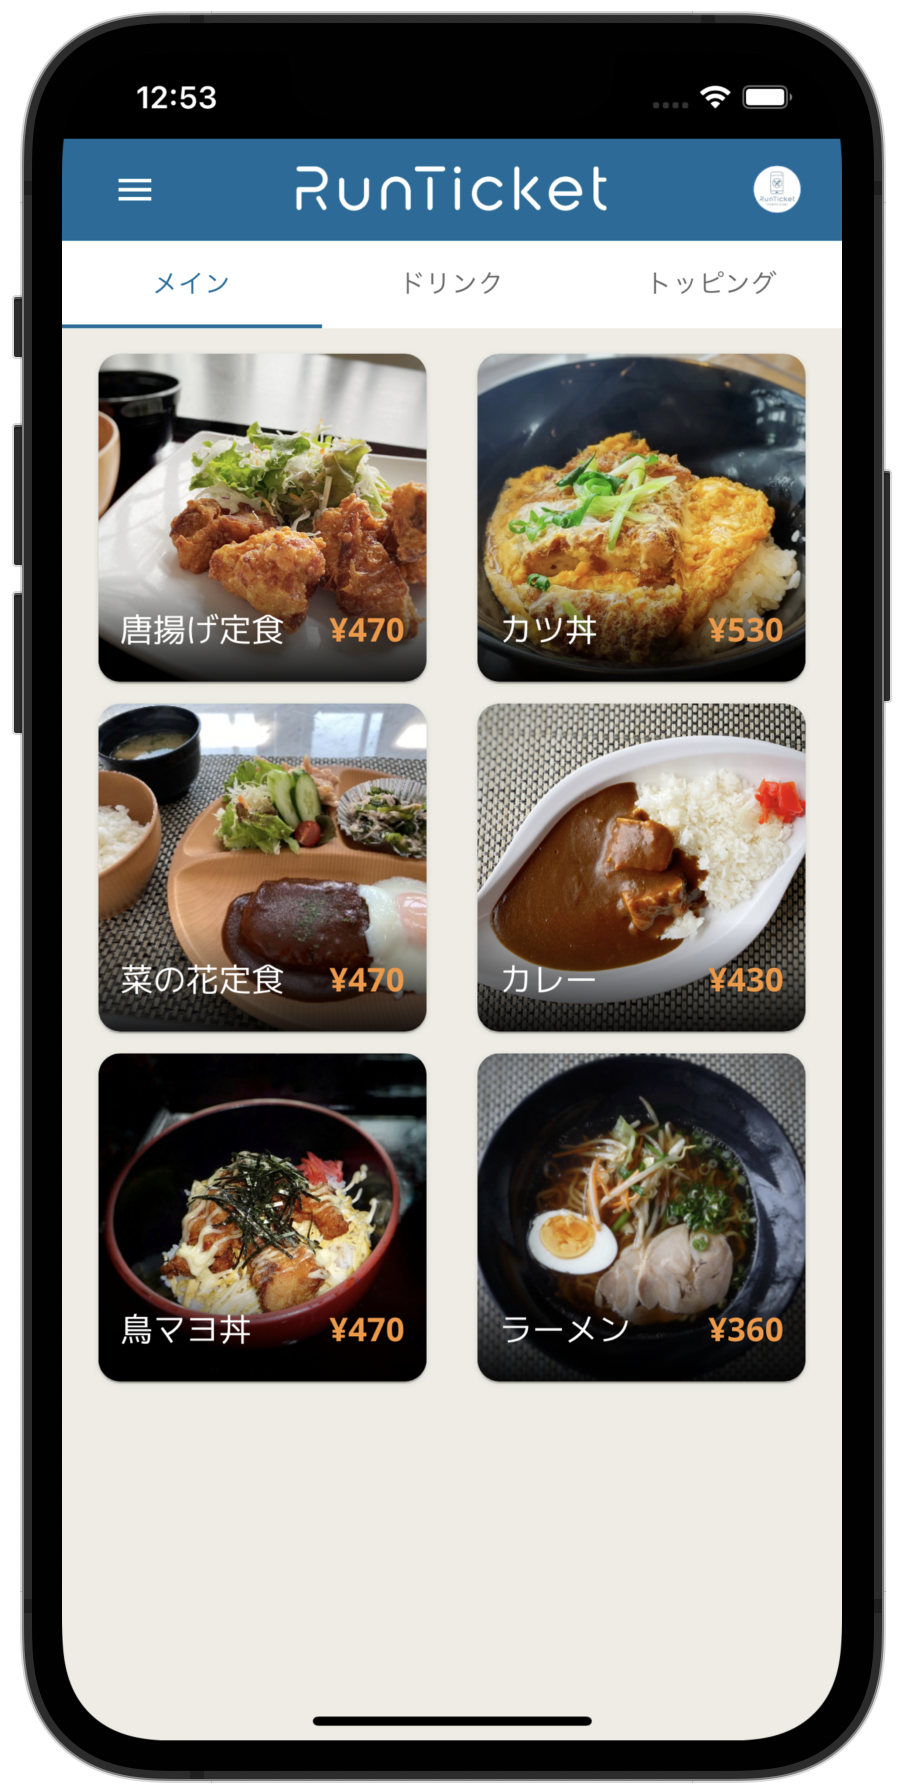 12:53
RunTicket
RunTicket
メイン
ドリンク
トッピング
唐揚げ定食 ¥470
カツ丼 ¥530
菜の花定食 ¥470
カレー ¥430
鳥マヨ丼 ¥470
ラーメン ¥360